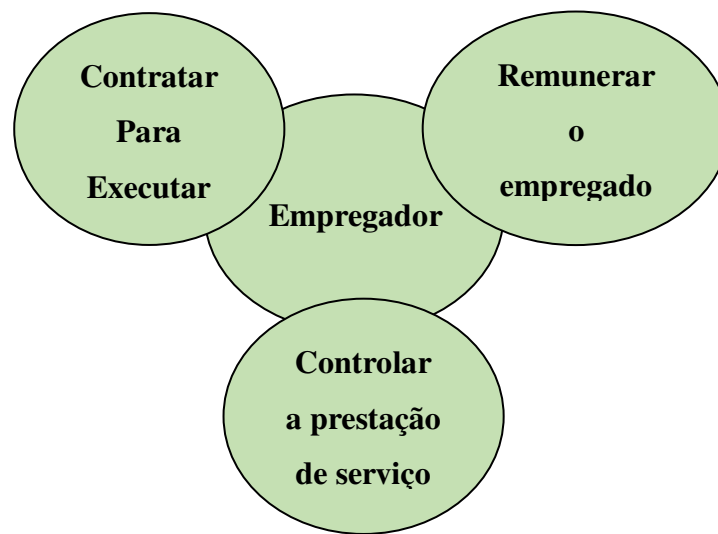 Contratar
Para
Executar
Remunerar
o
empregado
Empregador
Controlar
a prestação
de serviço